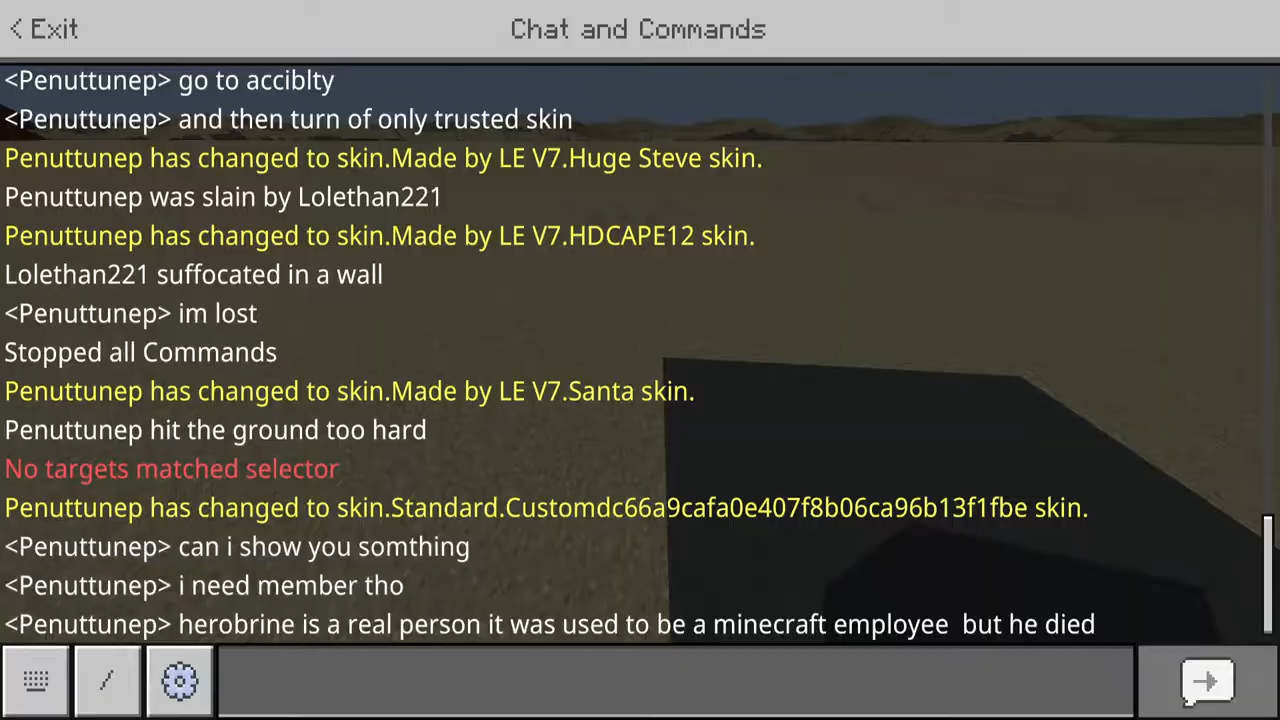 < Exit
Chat and Commands
<Penuttunep> go to acciblty
<Penuttunep> and then turn of only trusted skin
Penuttunep has changed to skin.Made by LE V7.Huge Steve skin.
Penuttunep was slain by Lolethan221
Penuttunep has changed to skin.Made by LE V7.HDCAPE12 skin.
Lolethan221 suffocated in a wall
<Penuttunep> im lost
Stopped all Commands
Penuttunep has changed to skin.Made by LE V7.Santa skin.
Penuttunep hit the ground too hard
No targets matched selector
Penuttunep has changed to skin.Standard.Customdc66a9cafa0e407f8b06ca96b13f1fbe skin.
<Penuttunep> can i show you somthing
<Penuttunep> i need member tho
<Penuttunep> herobrine is a real person it was used to be a minecraft employee  but he died
/